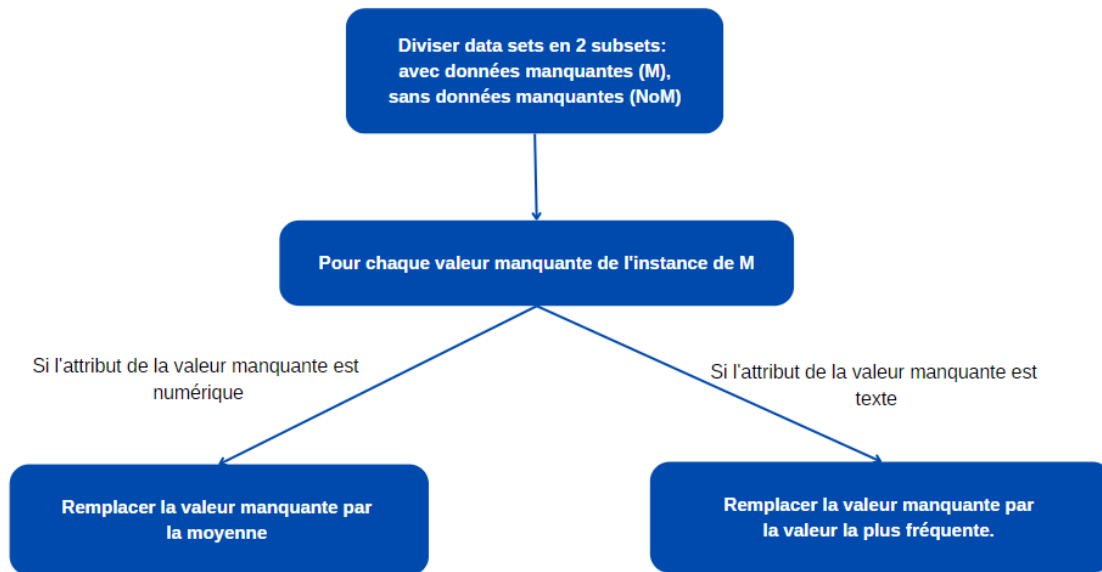 Diviser data sets en 2 subsets:
avec données manquantes (M),
sans données manquantes (NoM)
Pour chaque valeur manquante de l'instance de M
Si l'attribut de la valeur manquante est
numérique
Si l'attribut de la valeur manquante est
texte
Remplacer la valeur manquante par
la moyenne
Remplacer la valeur manquante par
la valeur la plus fréquente.